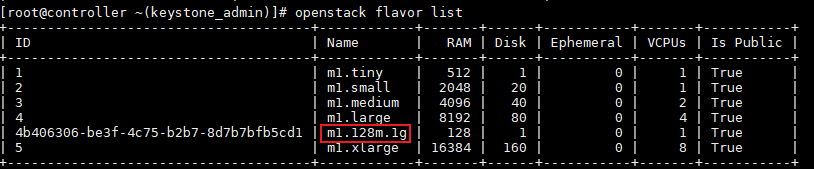 [root@controller ~(keystone_admin)]# openstack flavor list
+--------------------------------------+-----------+-------+------+-----------+-------+-----------+
| ID                                   | Name      |   RAM | Disk | Ephemeral | VCPUs | Is Public |
+--------------------------------------+-----------+-------+------+-----------+-------+-----------+
| 1                                    | m1.tiny   |   512 |    1 |         0 |     1 | True      |
| 2                                    | m1.small  |  2048 |   20 |         0 |     1 | True      |
| 3                                    | m1.medium |  4096 |   40 |         0 |     2 | True      |
| 4                                    | m1.large  |  8192 |   80 |         0 |     4 | True      |
| 4b406306-be3f-4c75-b2b7-8d7b7bfb5cd1 | m1.128m.1g |   128 |    1 |         0 |     1 | True      |
| 5                                    | m1.xlarge | 16384 |  160 |         0 |     8 | True      |
+--------------------------------------+-----------+-------+------+-----------+-------+-----------+